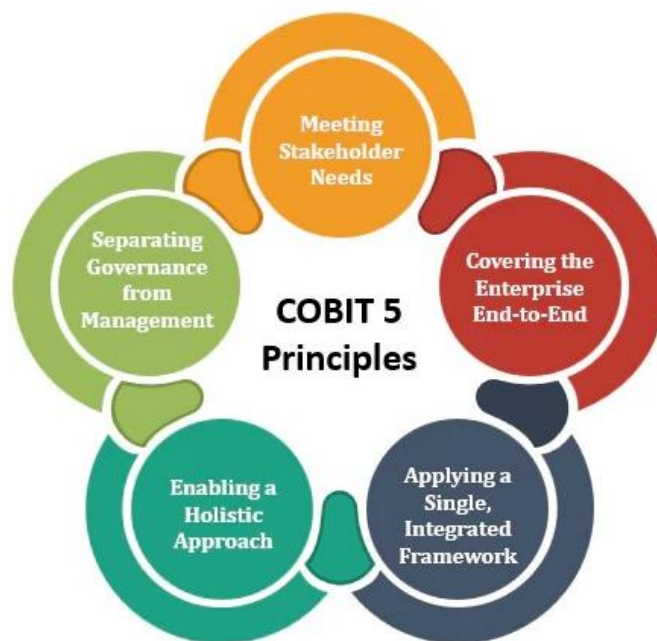 Meeting
Stakeholder
Needs
Covering the
Enterprise
End-to-End
Applying a
Single,
Integrated
Framework
Enabling a
Holistic
Approach
Separating
Governance
from
Management
COBIT 5
Principles